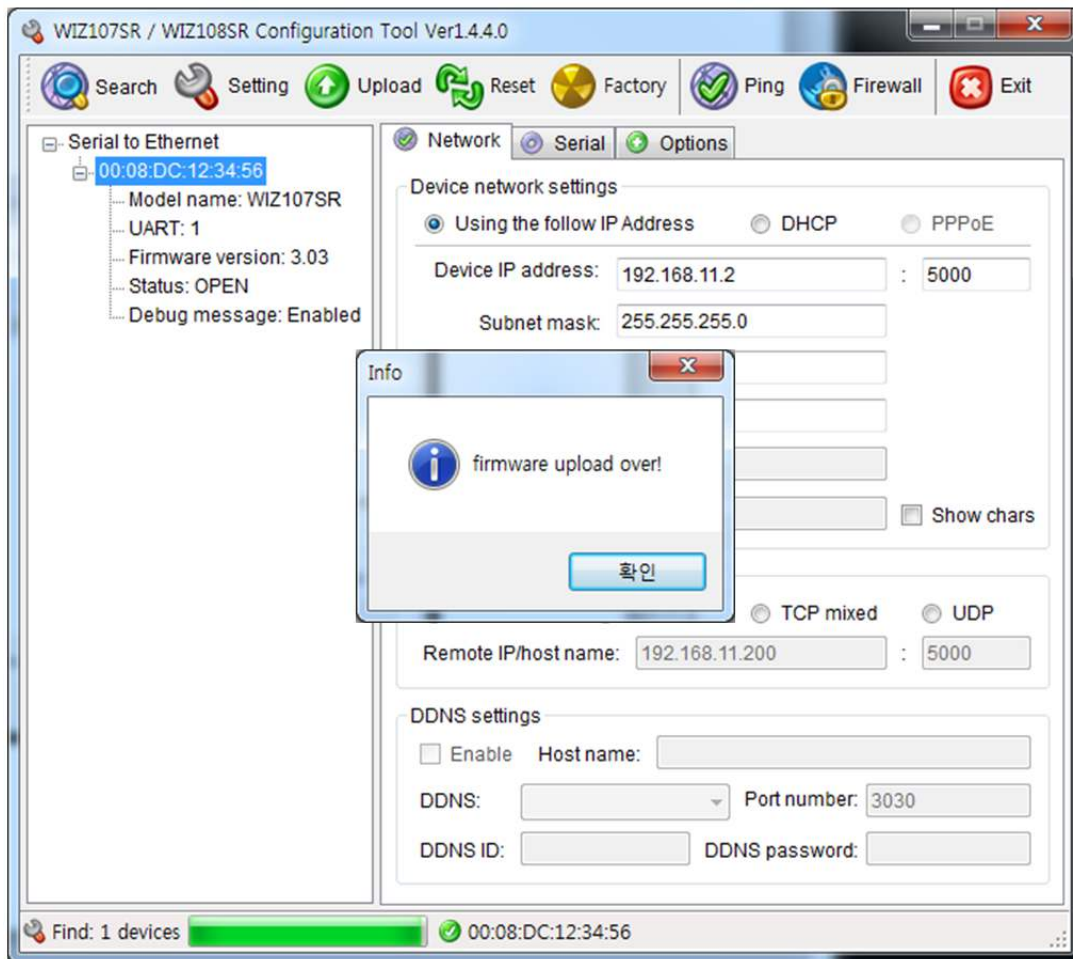 WIZ107SR / WIZ108SR Configuration Tool Ver1.4.4.0
Search Setting Upload Reset Factory Ping Firewall Exit
Serial to Ethernet
00:08:DC:12:34:56
Model name: WIZ107SR
UART: 1
Firmware version: 3.03
Status: OPEN
Debug message: Enabled
Network Serial Options
Device network settings
Using the follow IP Address DHCP PPPoE
Device IP address: 192.168.11.2 : 5000
Subnet mask: 255.255.255.0
Info
firmware upload over!
확인
Show chars
TCP mixed UDP
Remote IP/host name: 192.168.11.200 : 5000
DDNS settings
Enable Host name:
DDNS: Port number: 3030
DDNS ID: DDNS password:
Find: 1 devices 00:08:DC:12:34:56